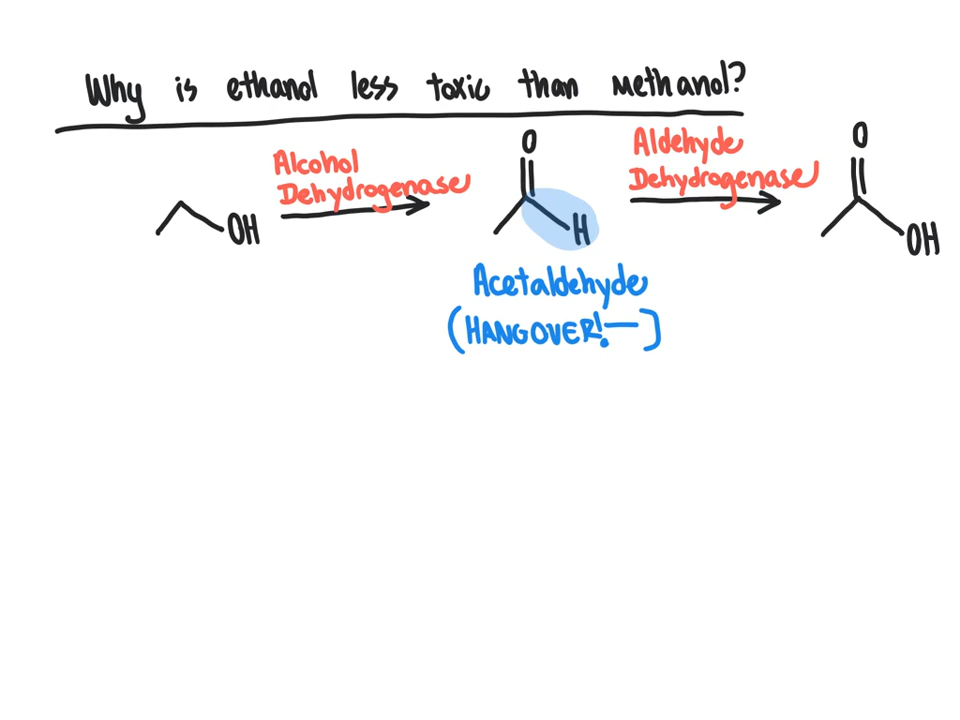 Why is ethanol less toxic than methanol?
Alcohol
Dehydrogenase
Aldehyde
Dehydrogenase
OH
O
H
O
OH
Acetaldehyde
(HANGOVER!—]